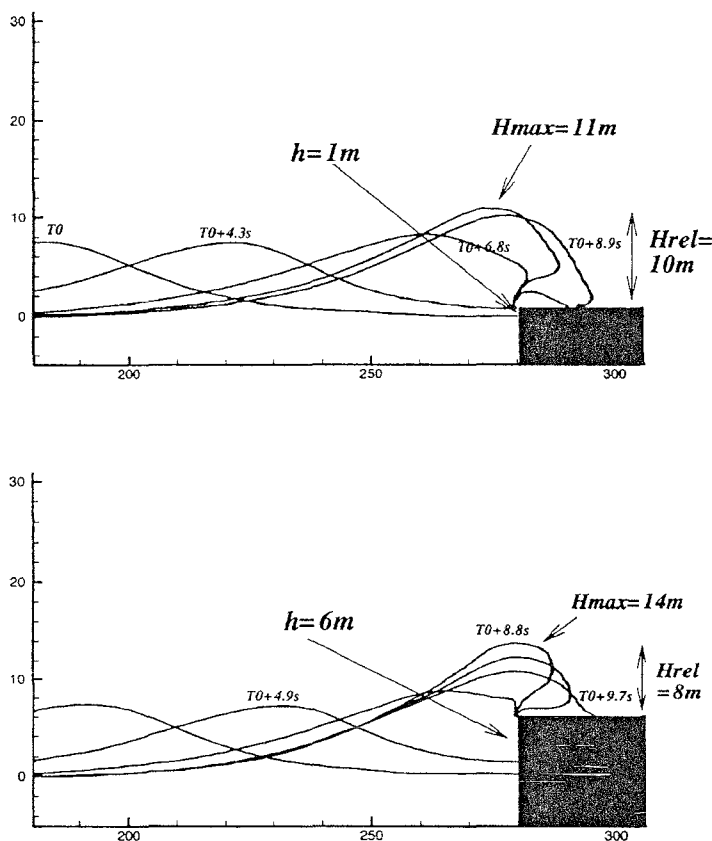 30
Hmax=11m
h=1m
20
10
T0
T0+4.3s
T0+6.8s
T0+8.9s
Hrel=
10m
0
200
250
300
30
20
Hmax=14m
T0+8.8s
h=6m
10
T0+4.9s
Hrel
=8m
T0+9.7s
0
200
250
300